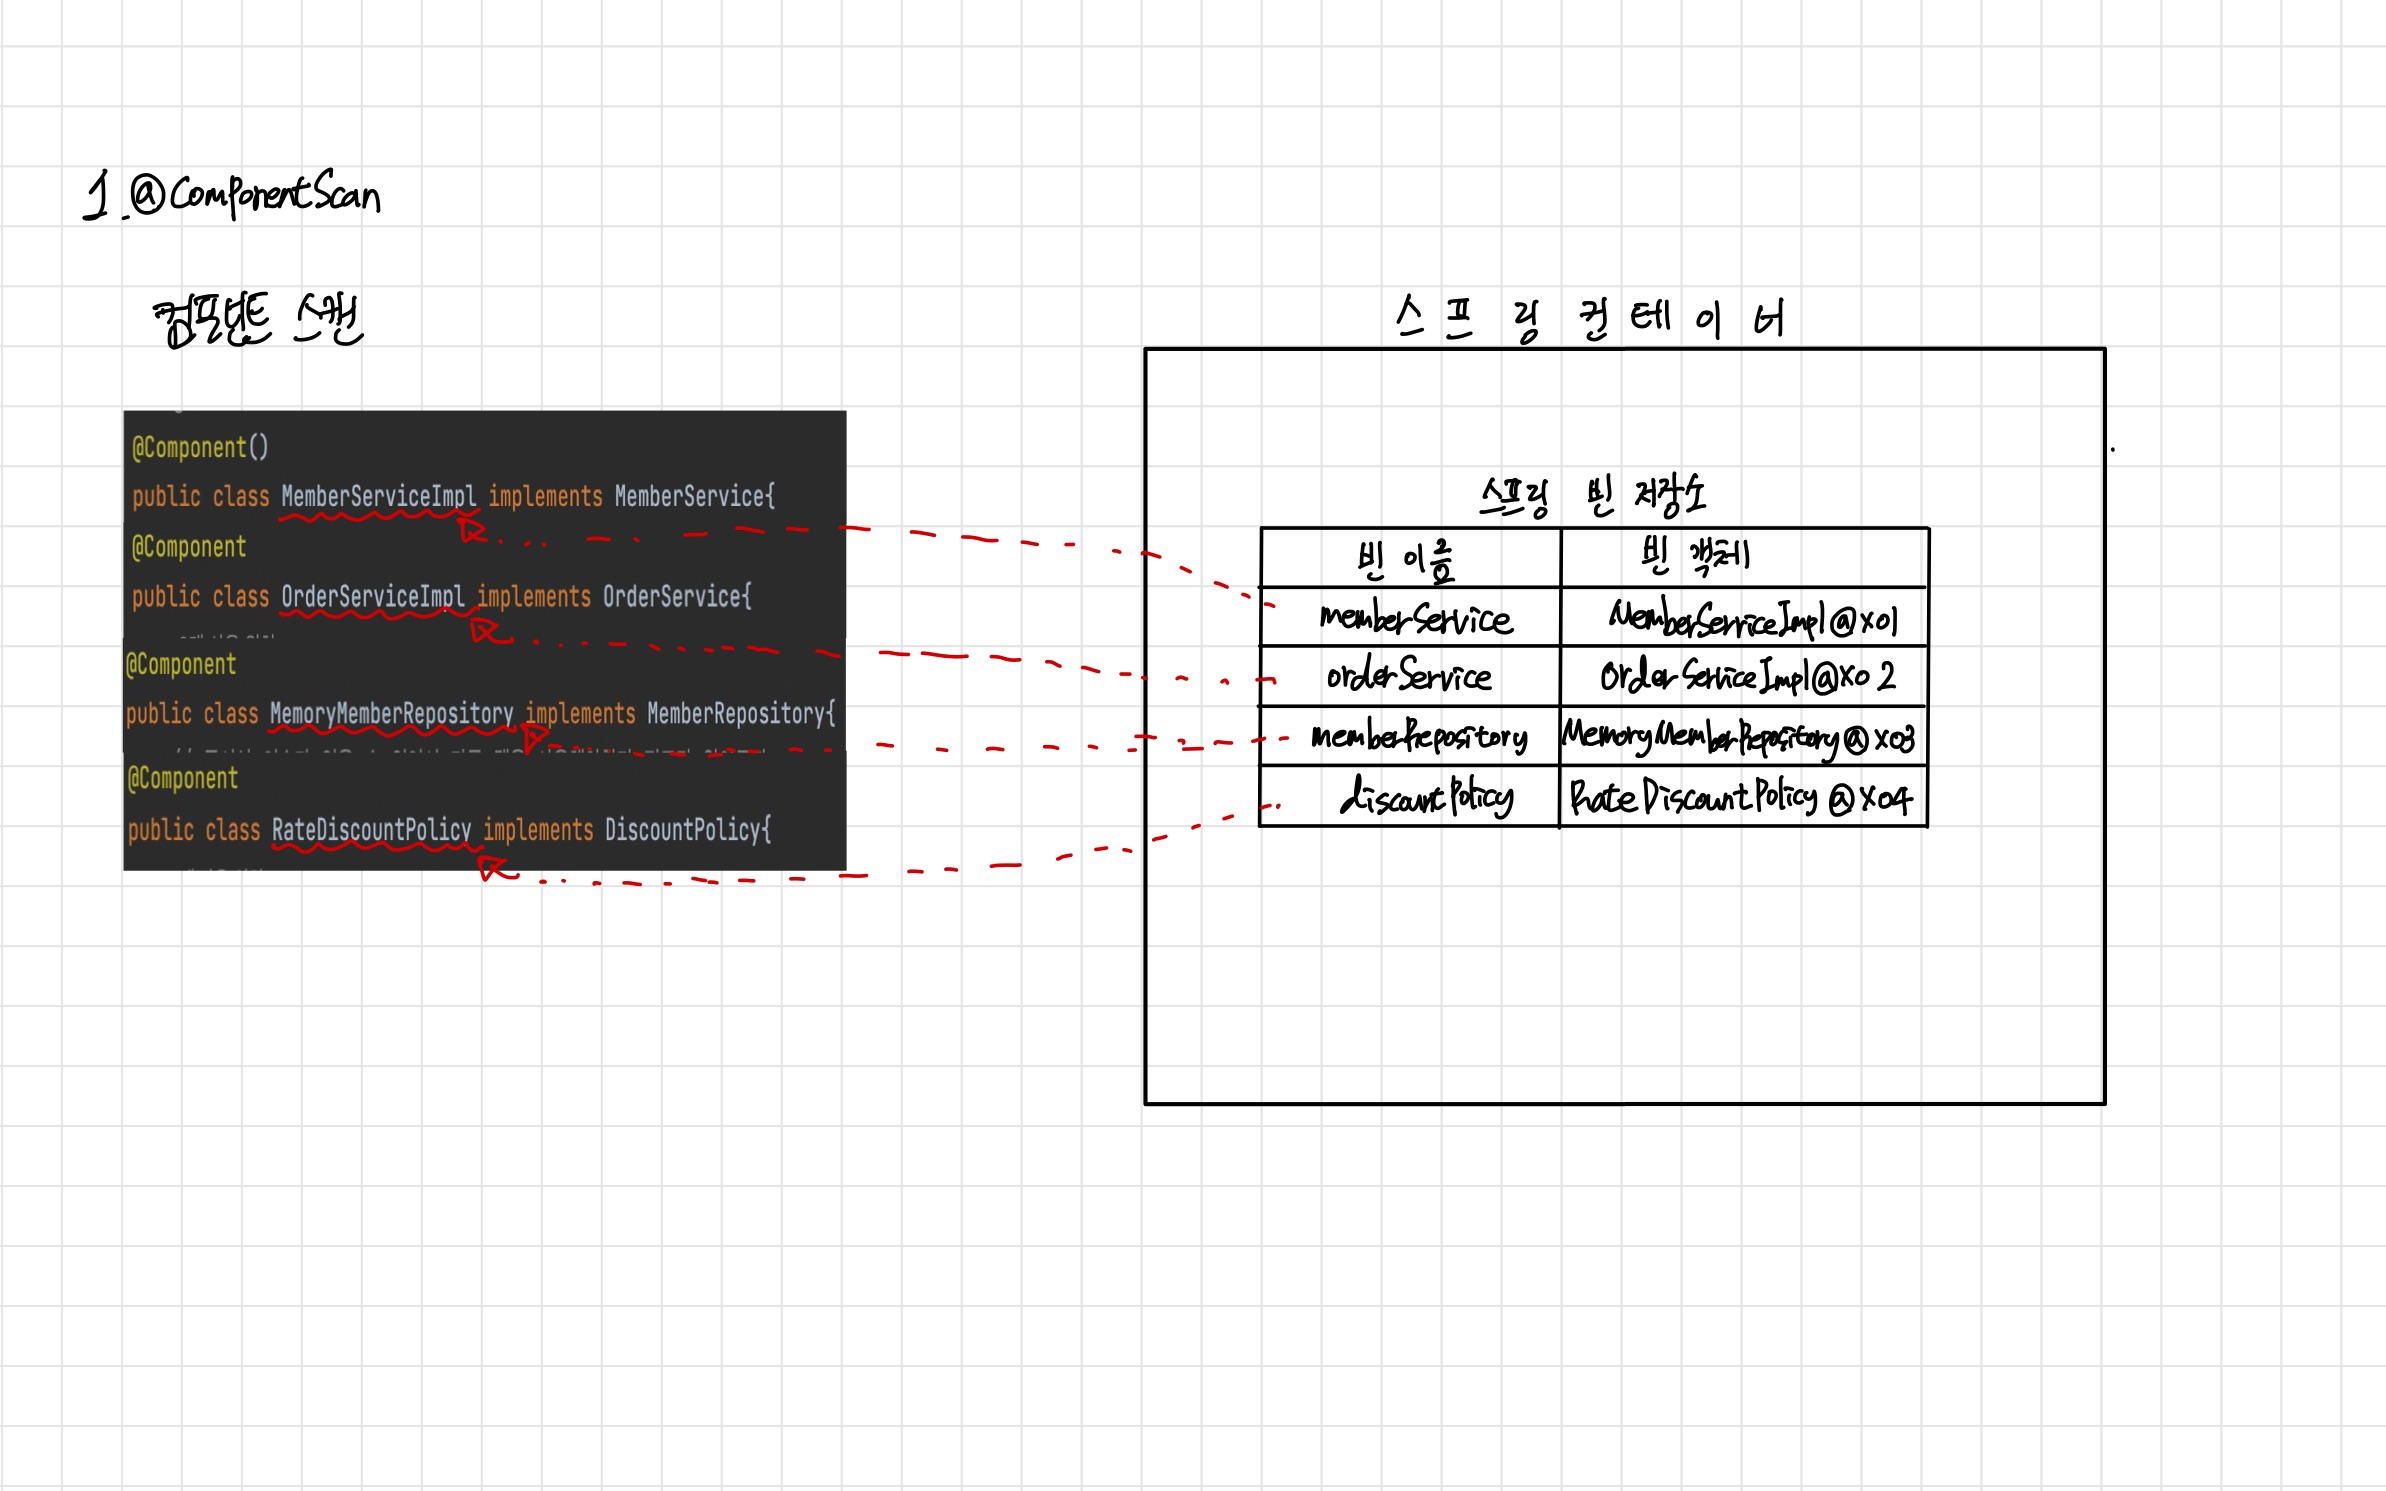 1. @ComponentScan
컴포넌트 스캔
@Component()
public class MemberServiceImpl implements MemberService{
@Component
public class OrderServiceImpl implements OrderService{
@Component
public class MemoryMemberRepository implements MemberRepository{
@Component
public class RateDiscountPolicy implements DiscountPolicy{
스프링 컨테이너
스프링 빈 저장소
빈 이름 빈 객체
memberService MemberServiceImpl@x01
orderService OrderServiceImpl@x02
memberRepository MemoryMemberRepository@x03
discountPolicy RateDiscountPolicy@x04